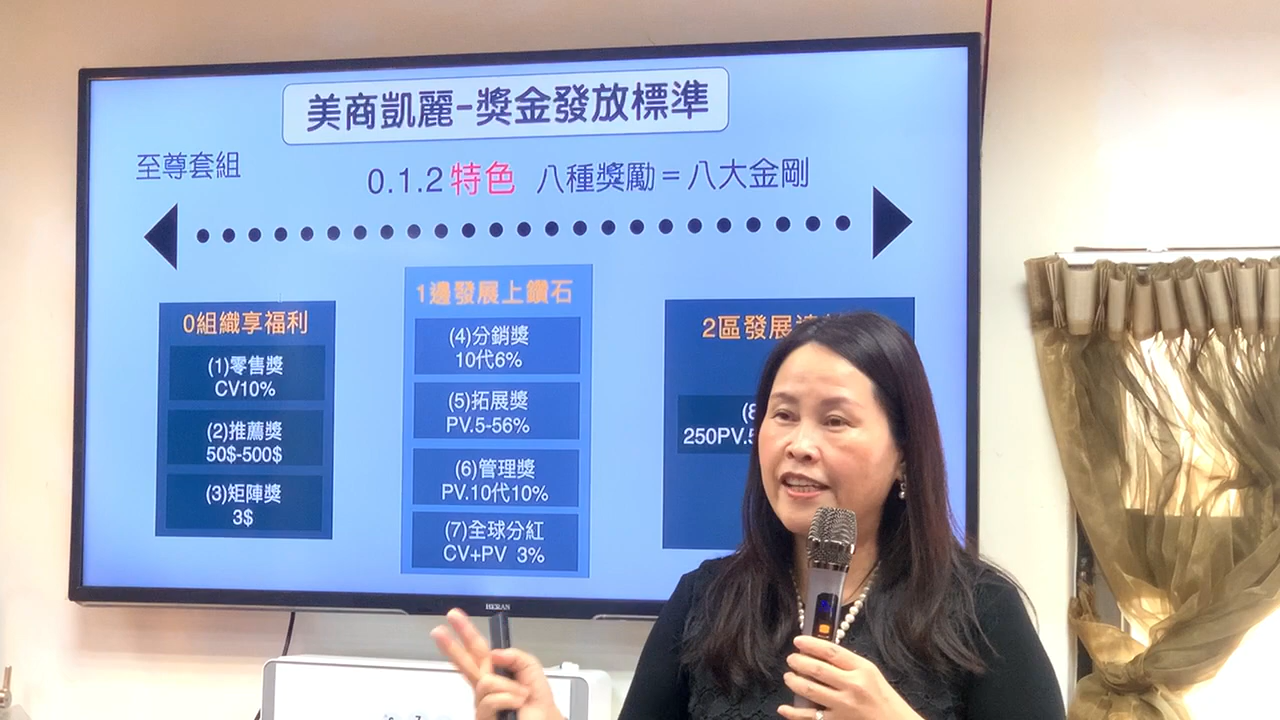 美商凱麗-獎金發放標準
至尊套組
0.1.2特色 八種獎勵=八大金剛
0組織享福利
(1)零售獎
CV10%
(2)推薦獎
50$-500$
(3)矩陣獎
3$
1邊發展上鑽石
(4)分銷獎
10代6%
(5)拓展獎
PV.5-56%
(6)管理獎
PV.10代10%
(7)全球分紅
CV+PV 3%
2區發展
(8
250PV.5
HERAN